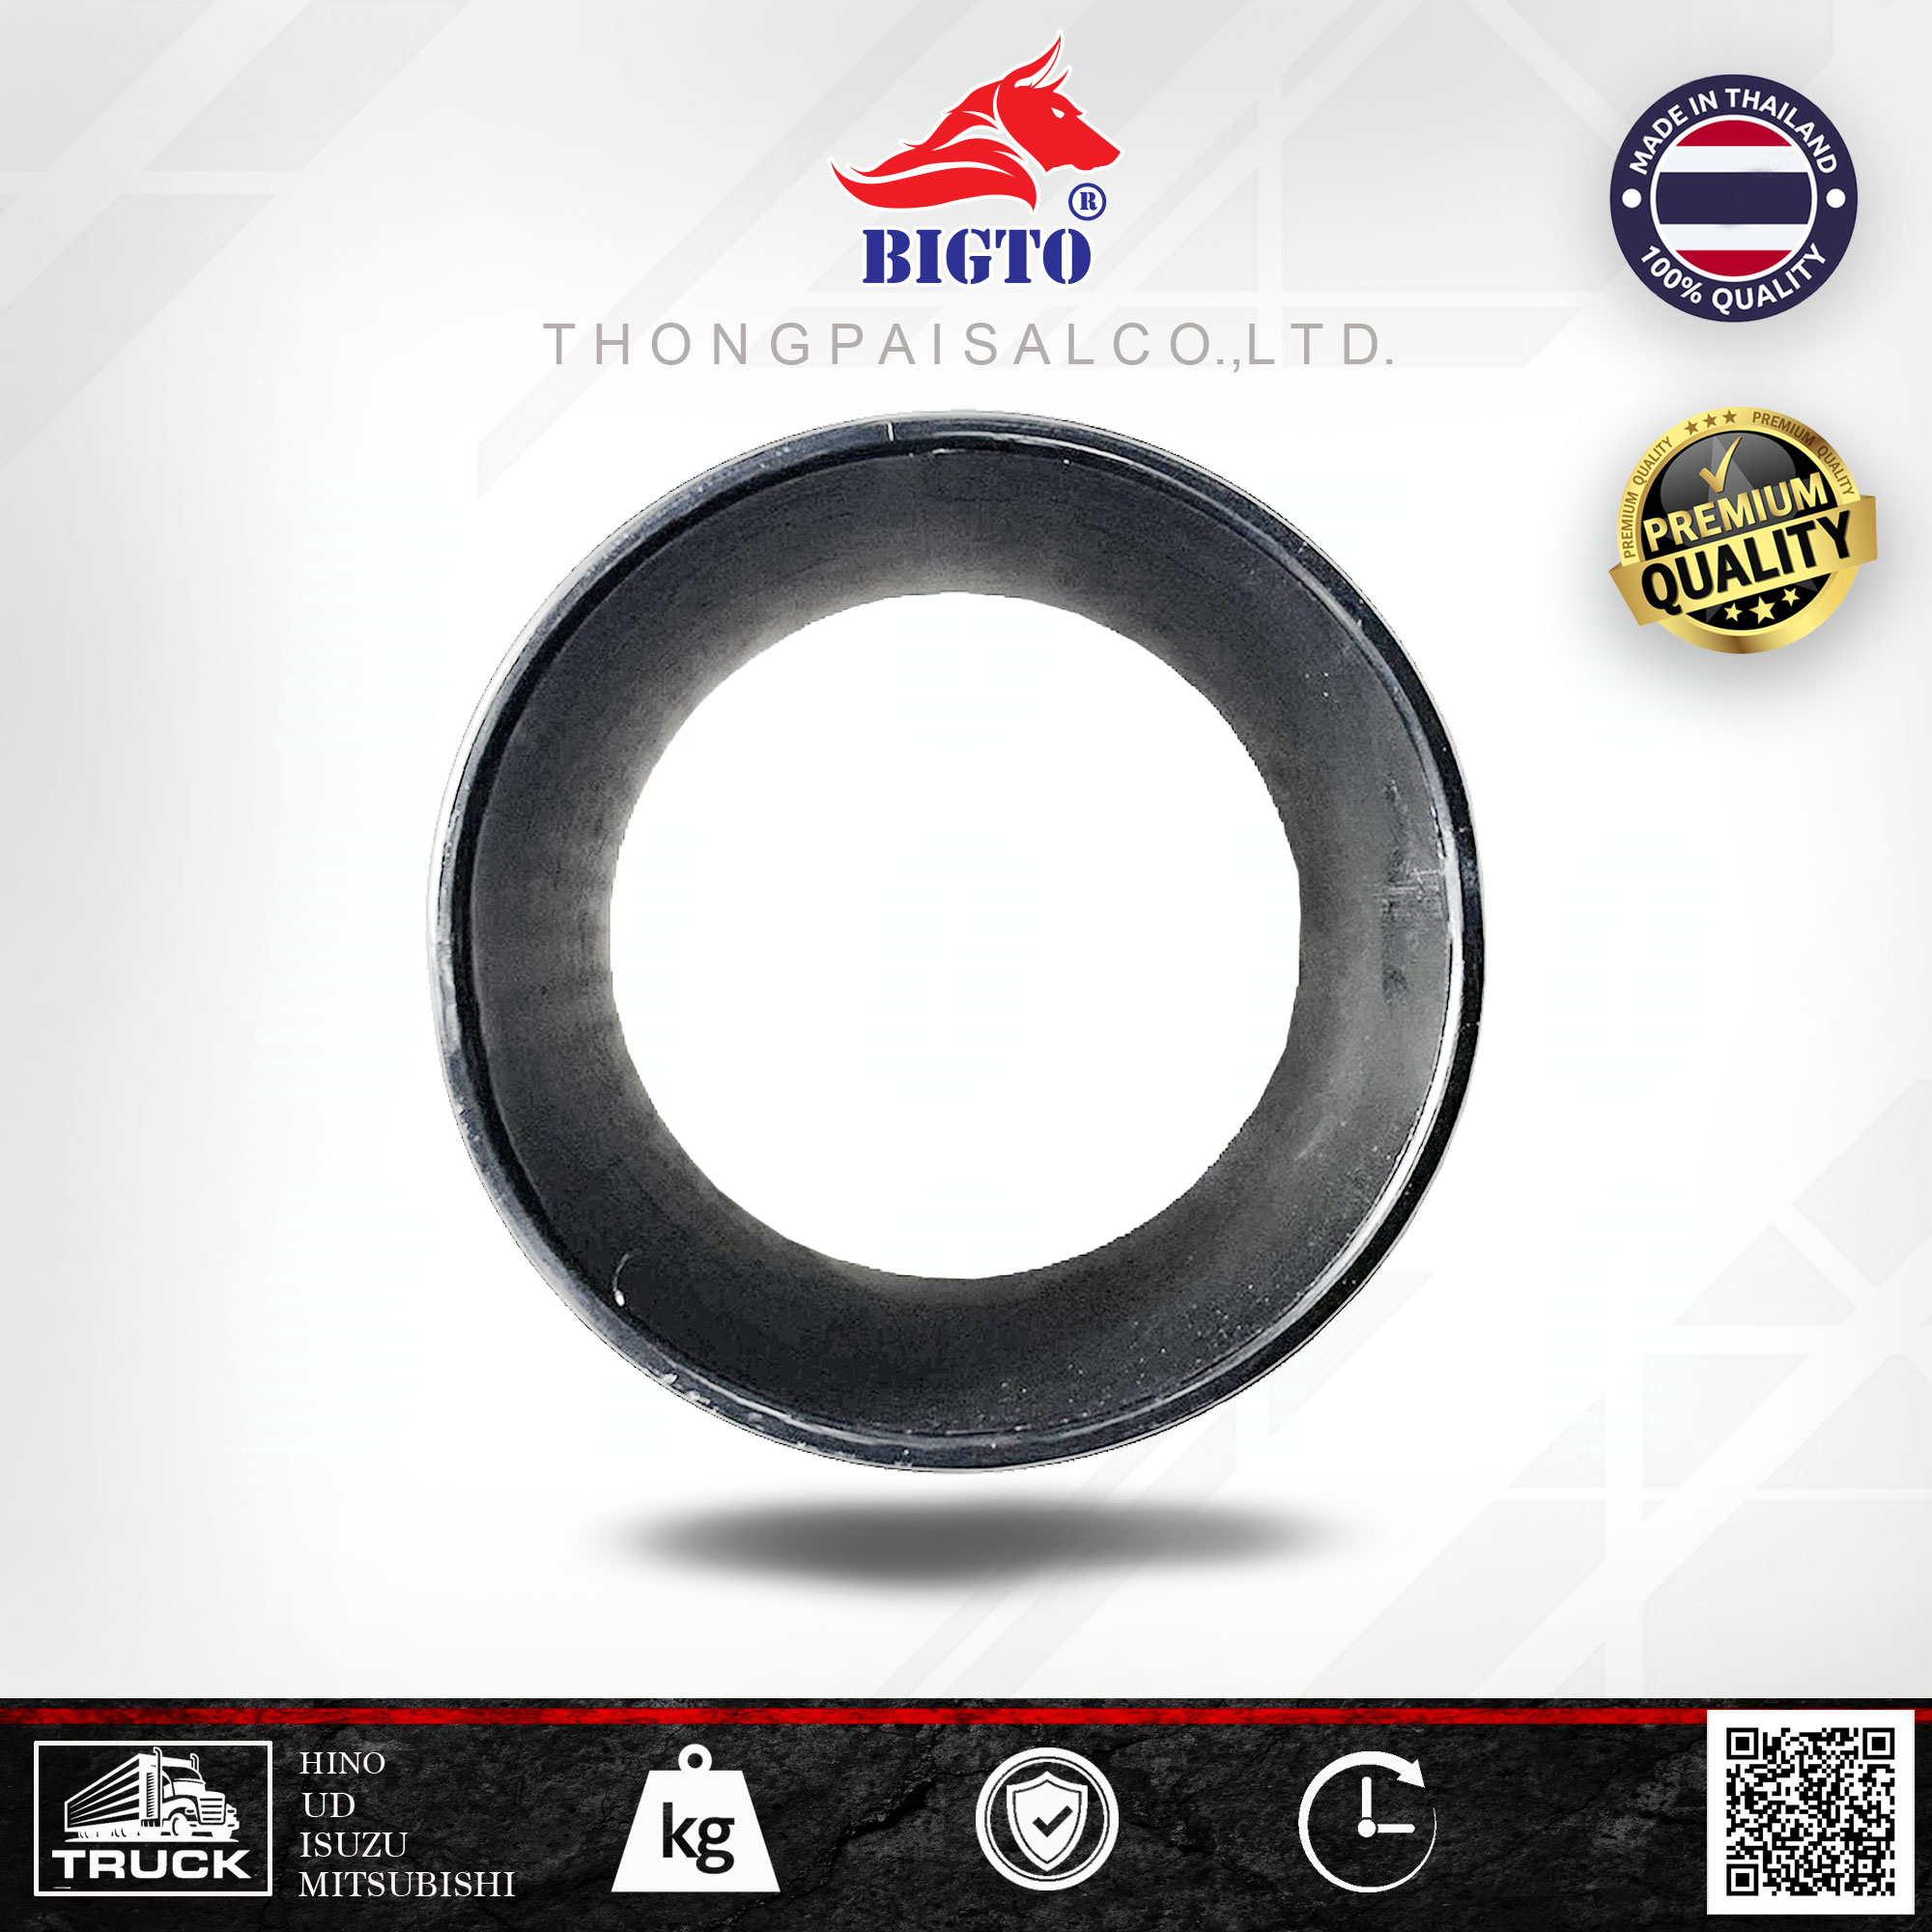 MADE IN THAILAND
100% QUALITY
®
BIGTO
THONGPAISALCO.,LTD.
PREMIUM QUALITY ★★★ PREMIUM QUALITY
PREMIUM
QUALITY
HINO
UD
ISUZU
MITSUBISHI
TRUCK
kg